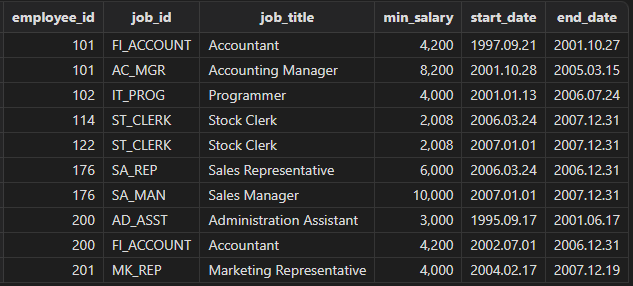 employee_id job_id job_title min_salary start_date end_date
101 FI_ACCOUNT Accountant 4,200 1997.09.21 2001.10.27
101 AC_MGR Accounting Manager 8,200 2001.10.28 2005.03.15
102 IT_PROG Programmer 4,000 2001.01.13 2006.07.24
114 ST_CLERK Stock Clerk 2,008 2006.03.24 2007.12.31
122 ST_CLERK Stock Clerk 2,008 2007.01.01 2007.12.31
176 SA_REP Sales Representative 6,000 2006.03.24 2006.12.31
176 SA_MAN Sales Manager 10,000 2007.01.01 2007.12.31
200 AD_ASST Administration Assistant 3,000 1995.09.17 2001.06.17
200 FI_ACCOUNT Accountant 4,200 2002.07.01 2006.12.31
201 MK_REP Marketing Representative 4,000 2004.02.17 2007.12.19